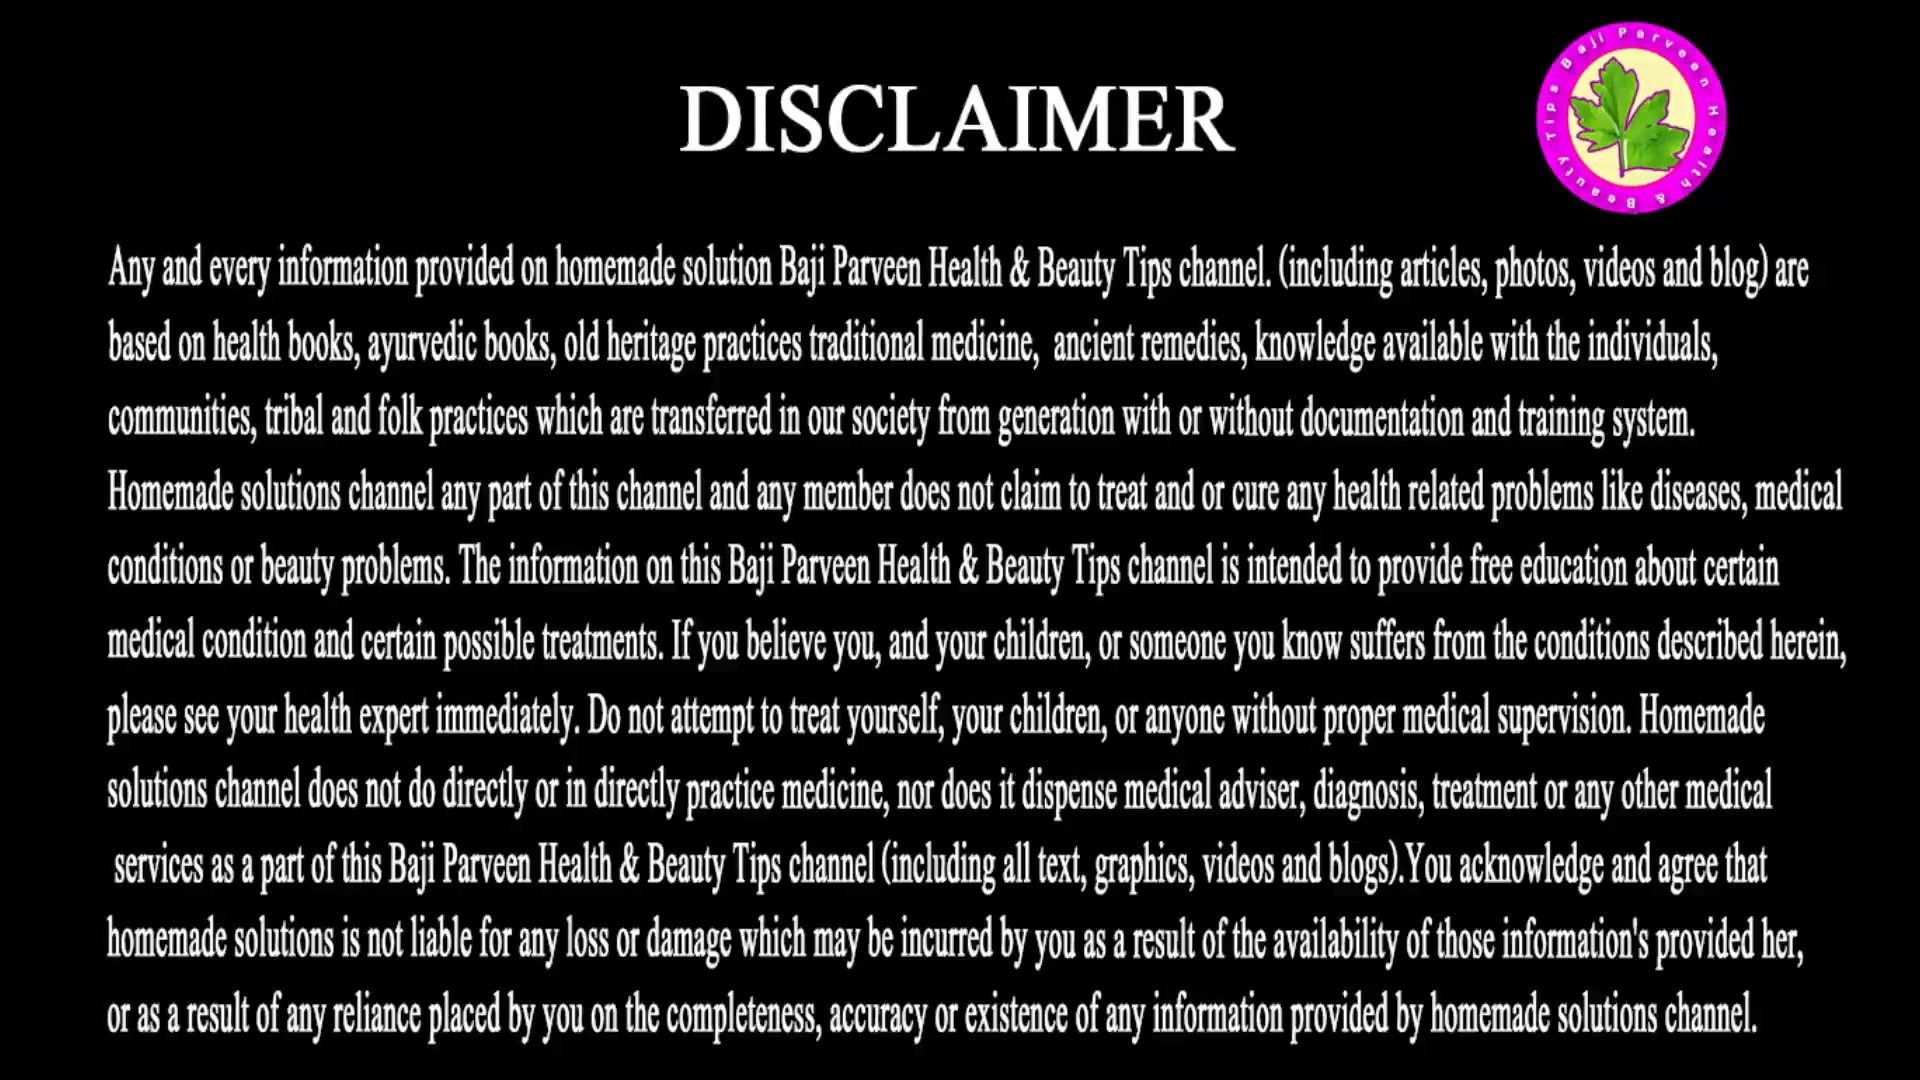 DISCLAIMER
Baji Parveen Health & Beauty Tips
Any and every information provided on homemade solution Baji Parveen Health & Beauty Tips channel. (including articles, photos, videos and blog) are
based on health books, ayurvedic books, old heritage practices traditional medicine, ancient remedies, knowledge available with the individuals,
communities, tribal and folk practices which are transferred in our society from generation with or without documentation and training system.
Homemade solutions channel any part of this channel and any member does not claim to treat and or cure any health related problems like diseases, medical
conditions or beauty problems. The information on this Baji Parveen Health & Beauty Tips channel is intended to provide free education about certain
medical condition and certain possible treatments. If you believe you, and your children, or someone you know suffers from the conditions described herein,
please see your health expert immediately. Do not attempt to treat yourself, your children, or anyone without proper medical supervision. Homemade
solutions channel does not do directly or in directly practice medicine, nor does it dispense medical adviser, diagnosis, treatment or any other medical
services as a part of this Baji Parveen Health & Beauty Tips channel (including all text, graphics, videos and blogs).You acknowledge and agree that
homemade solutions is not liable for any loss or damage which may be incurred by you as a result of the availability of those information's provided her,
or as a result of any reliance placed by you on the completeness, accuracy or existence of any information provided by homemade solutions channel.